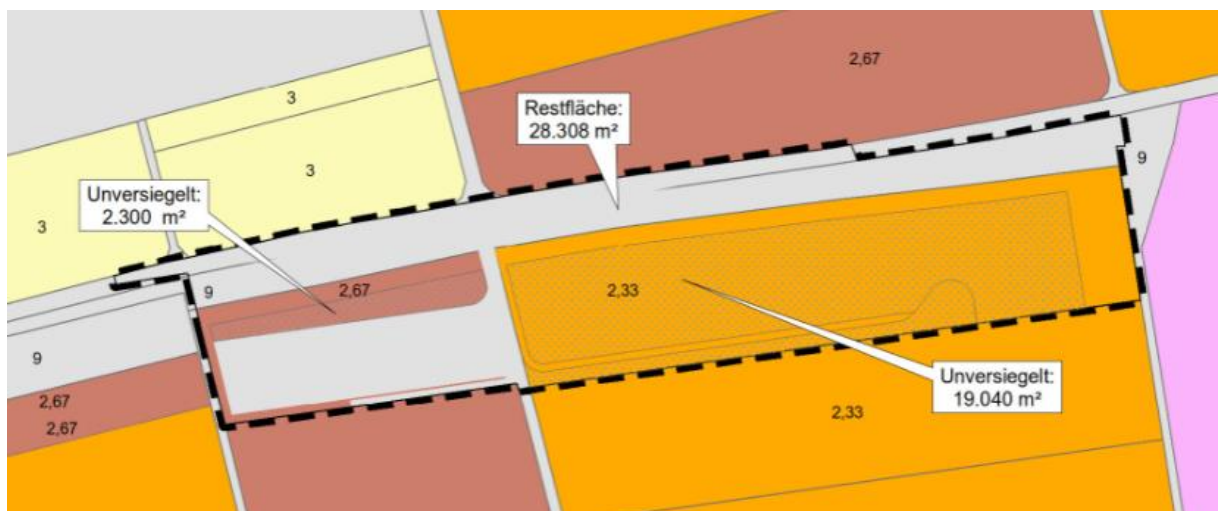 2,67
3
Restfläche:
28.308 m²
9
3
Unversiegelt:
2.300 m²
3
9
2,67
2,33
9
Unversiegelt:
19.040 m²
2,67
2,33
2,67